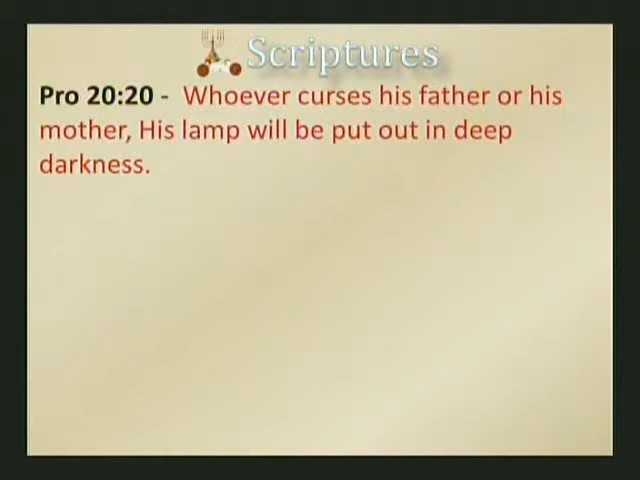 Scriptures
Pro 20:20 - Whoever curses his father or his
mother, His lamp will be put out in deep
darkness.